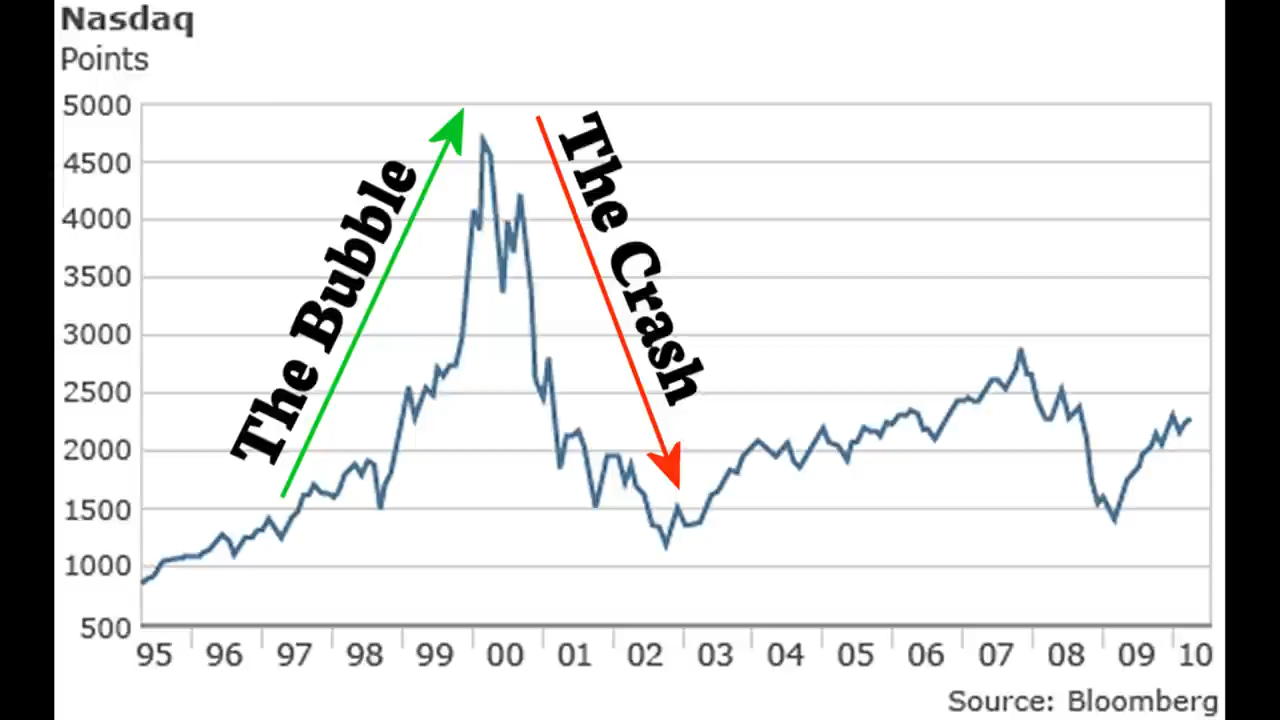 Nasdaq
Points
5000
4500
4000
3500
3000
2500
2000
1500
1000
500
The Bubble
The Crash
95 96 97 98 99 00 01 02 03 04 05 06 07 08 09 10
Source: Bloomberg